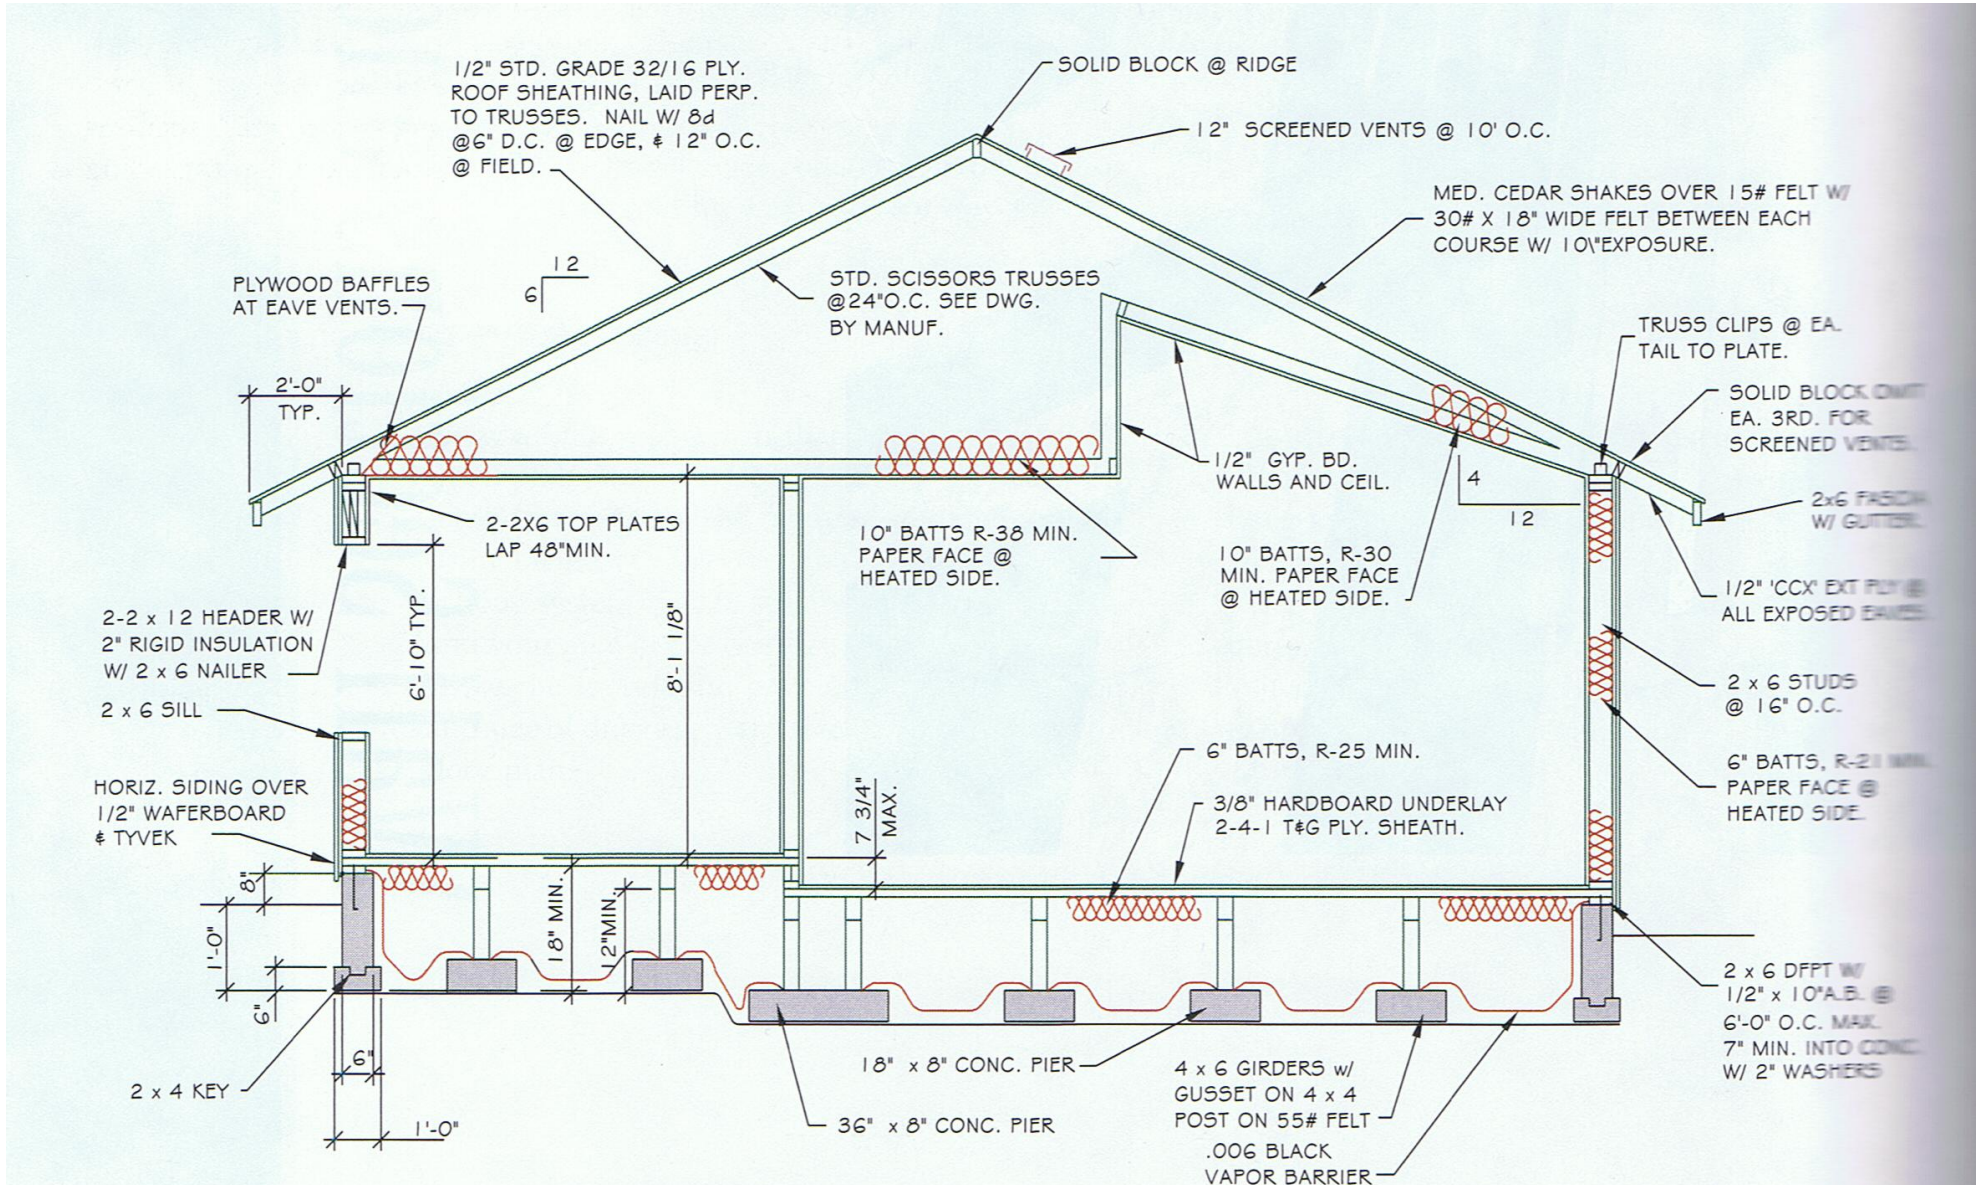 1/2" STD. GRADE 32/16 PLY.
ROOF SHEATHING, LAID PERP.
TO TRUSSES. NAIL W/ 8d
@6" D.C. @ EDGE, & 12" O.C.
@ FIELD.
SOLID BLOCK @ RIDGE
12" SCREENED VENTS @ 10' O.C.
MED. CEDAR SHAKES OVER 15# FELT W/
30# X 18" WIDE FELT BETWEEN EACH
COURSE W/ 10\"EXPOSURE.
PLYWOOD BAFFLES
AT EAVE VENTS.
12
6
STD. SCISSORS TRUSSES
@24"O.C. SEE DWG.
BY MANUF.
TRUSS CLIPS @ EA.
TAIL TO PLATE.
2'-0"
TYP.
SOLID BLOCK OMIT
EA. 3RD. FOR
SCREENED VENTS.
1/2" GYP. BD.
WALLS AND CEIL.
4
12
2x6 FASCIA
W/ GUTTER.
2-2X6 TOP PLATES
LAP 48"MIN.
10" BATTS R-38 MIN.
PAPER FACE @
HEATED SIDE.
10" BATTS, R-30
MIN. PAPER FACE
@ HEATED SIDE.
1/2" 'CCX' EXT PLY @
ALL EXPOSED EAVES.
2-2 x 12 HEADER W/
2" RIGID INSULATION
W/ 2 x 6 NAILER
6'-10" TYP.
8'-1 1/8"
2 x 6 STUDS
@ 16" O.C.
2 x 6 SILL
6" BATTS, R-25 MIN.
6" BATTS, R-21 MIN.
PAPER FACE @
HEATED SIDE.
HORIZ. SIDING OVER
1/2" WAFERBOARD
& TYVEK
7 3/4"
MAX.
3/8" HARDBOARD UNDERLAY
2-4-1 T&G PLY. SHEATH.
8"
1'-0"
6"
18" MIN.
12"MIN.
2 x 6 DFPT W/
1/2" x 10"A.B. @
6'-0" O.C. MAX.
7" MIN. INTO CONC.
W/ 2" WASHERS
6"
2 x 4 KEY
1'-0"
18" x 8" CONC. PIER
36" x 8" CONC. PIER
4 x 6 GIRDERS w/
GUSSET ON 4 x 4
POST ON 55# FELT
.006 BLACK
VAPOR BARRIER